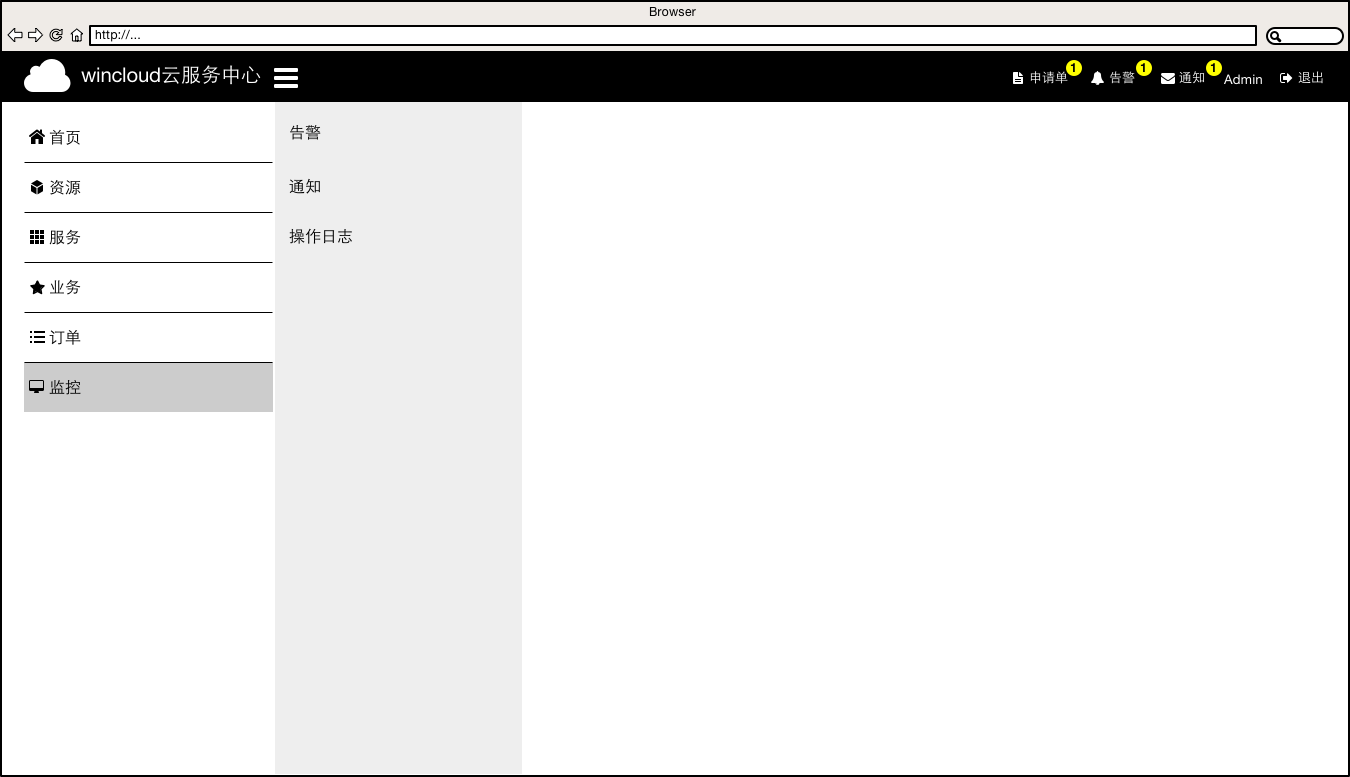 Browser
http://...
wincloud云服务中心
申请单 1
告警 1
通知 1
Admin
退出
首页
资源
服务
业务
订单
监控
告警
通知
操作日志